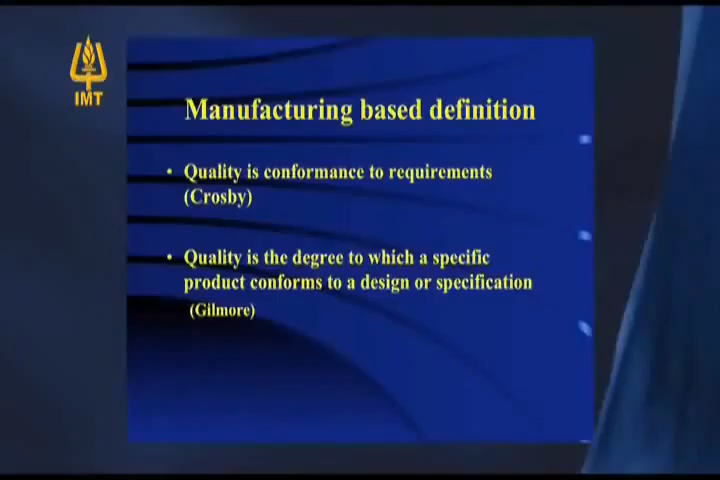 IMT
Manufacturing based definition
• Quality is conformance to requirements
(Crosby)
• Quality is the degree to which a specific
product conforms to a design or specification
(Gilmore)